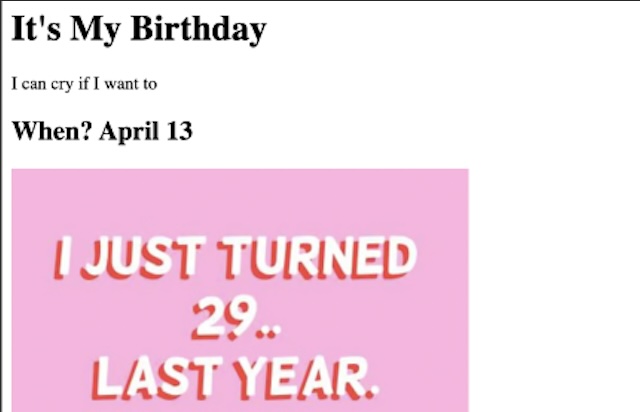 It's My Birthday
I can cry if I want to
When? April 13
I JUST TURNED
29..
LAST YEAR.